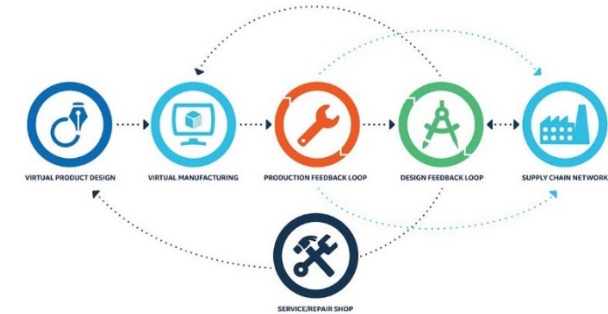 VIRTUAL PRODUCT DESIGN
VIRTUAL MANUFACTURING
PRODUCTION FEEDBACK LOOP
DESIGN FEEDBACK LOOP
SUPPLY CHAIN NETWORK
SERVICE/REPAIR SHOP